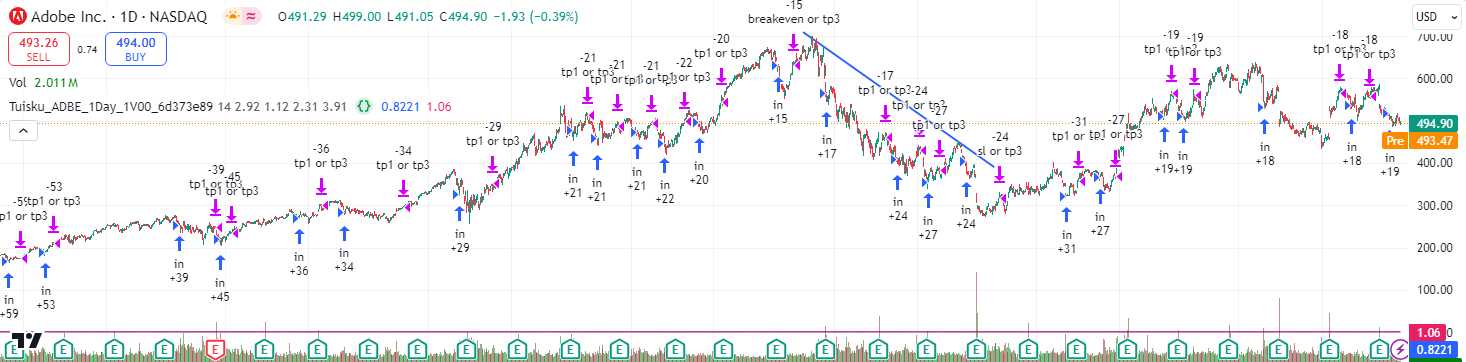 Adobe Inc. · 1D · NASDAQ
O491.29 H499.00 L491.05 C494.90 −1.93 (−0.39%)
USD
493.26
SELL
0.74
494.00
BUY
Vol 2.011M
Tuisku_ADBE_1Day_1V00_6d373e89 14 2.92 1.12 2.31 3.91 0.8221 1.06
-15
breakeven or tp3
-20
tp1 or tp3
-21
tp1 or tp3
-21
-21
-22
tp1 or tp3
-29
tp1 or tp3
-36
tp1 or tp3
-34
tp1 or tp3
-39
tp1 or tp3
-45
tp1 or tp3
-53
tp1 or tp3
-59
-17
tp1 or tp3
-24
tp1 or tp3
-27
tp1 or tp3
-24
sl or tp3
-31
-27
tp1 or tp3
-19
-19
tp1 or tp3
-18
-18
tp1 or tp3
in
+59
in
+53
in
+39
in
+45
in
+36
in
+34
in
+29
in
+21
in
+21
in
+21
in
+22
in
+20
in
+15
in
+17
in
+24
in
+27
in
+24
in
+31
in
+27
in
+19
in
+19
in
+18
in
+18
in
+19
700.00
600.00
494.90
Pre 493.47
400.00
300.00
200.00
100.00
1.06
0.8221
E E E E E E E E E E E E E E E E E E E E E E E E E E E E